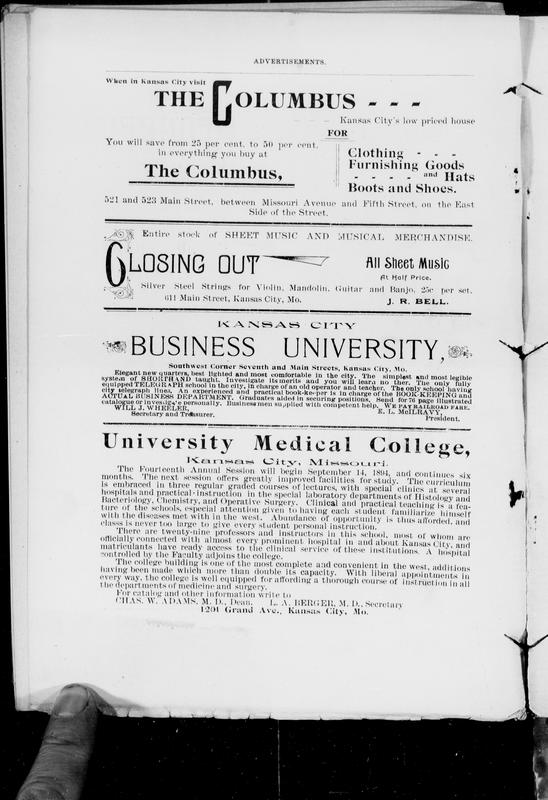 ADVERTISEMENTS.
When in Kansas City visit
THE COLUMBUS - - -
- - - Kansas City's low priced house
FOR
You will save from 25 per cent. to 50 per cent.
in everything you buy at
The Columbus,
Clothing - - -
Furnishing Goods
- - - - and Hats
Boots and Shoes.
521 and 523 Main Street, between Missouri Avenue and Fifth Street, on the East
Side of the Street.
Entire stock of SHEET MUSIC AND MUSICAL MERCHANDISE.
CLOSING OUT
All Sheet Music
At Half Price.
Silver Steel Strings for Violin, Mandolin, Guitar and Banjo, 25c per set.
611 Main Street, Kansas City, Mo.
J. R. BELL.
KANSAS CITY
BUSINESS UNIVERSITY,
Southwest Corner Seventh and Main Streets, Kansas City, Mo.
Elegant new quarters, best lighted and most comfortable in the city. The simplest and most legible
system of SHORTHAND taught. Investigate its merits and you will learn no ther. The only fully
equipped TELEGRAPH school in the city, in charge of an old operator and teacher. The only school having
city telegraph lines. An experienced and practical book-keeper is in charge of the BOOK-KEEPING and
ACTUAL BUSINESS DEPARTMENT. Graduates aided in securing positions. Send for 76 page illustrated
catalogue or investigate personally. Business men supplied with competent help. WE PAY RAILROAD FARE.
WILL J. WHEELER,
Secretary and Treasurer.
E. L. McILRAVY,
President.
University Medical College,
Kansas City, Missouri.
The Fourteenth Annual Session will begin September 14, 1894, and continues six
months. The next session offers greatly improved facilities for study. The curriculum
is embraced in three regular graded courses of lectures, with special clinics at several
hospitals and practical instruction in the special laboratory departments of Histology and
Bacteriology, Chemistry, and Operative Surgery. Clinical and practical teaching is a fea-
ture of the schools, especial attention given to having each student familiarize himself
with the diseases met with in the west. Abundance of opportunity is thus afforded, and
classs is never too large to give every student personal instruction.
There are twenty-nine professors and instructors in this school, most of whom are
officially connected with almost every prominent hospital in and about Kansas City, and
matriculants have ready access to the clinical service of these institutions. A hospital
controlled by the Faculty adjoins the college.
The college building is one of the most complete and convenient in the west, additions
having been made which more than double its capacity. With liberal appointments in
every way, the college is well equipped for affording a thorough course of instruction in all
the departments of medicine and surgery.
For catalog and other information write to
CHAS. W. ADAMS, M. D., Dean. L. A. BERGER, M. D., Secretary
1201 Grand Ave., Kansas City, Mo.